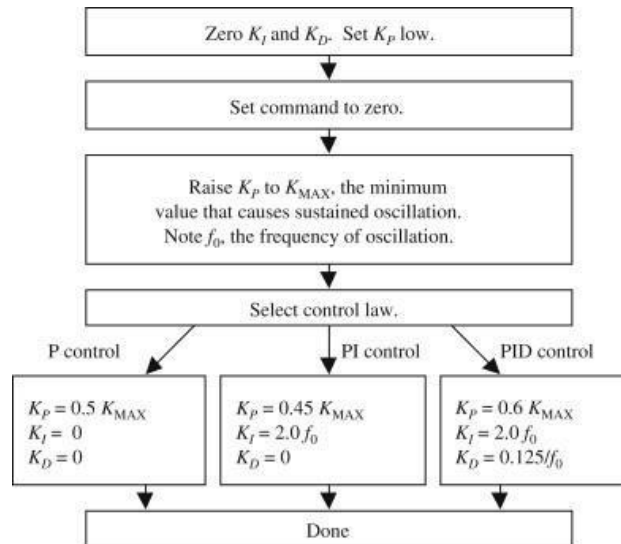 Zero K_I and K_D. Set K_P low.
Set command to zero.
Raise K_P to K_MAX, the minimum
value that causes sustained oscillation.
Note f_0, the frequency of oscillation.
Select control law.
P control
PI control
PID control
K_P = 0.5 K_MAX
K_I = 0
K_D = 0
K_P = 0.45 K_MAX
K_I = 2.0 f_0
K_D = 0
K_P = 0.6 K_MAX
K_I = 2.0 f_0
K_D = 0.125/f_0
Done